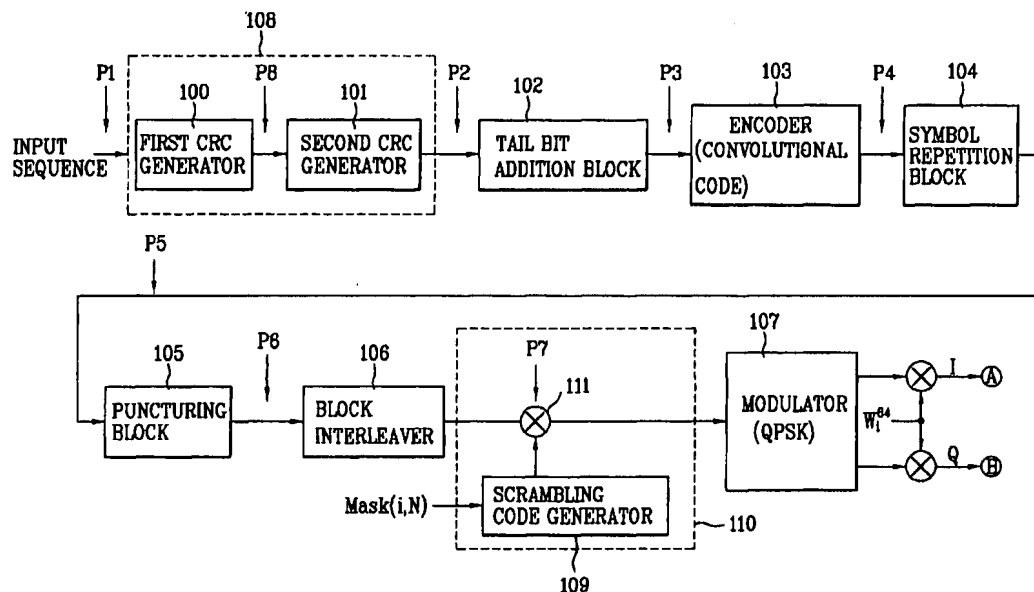 108
P1
P8
P2
P3
103
P4
104
100
101
102
INPUT
SEQUENCE
FIRST CRC
GENERATOR
SECOND CRC
GENERATOR
TAIL BIT
ADDITION BLOCK
ENCODER
(CONVOLUTIONAL
CODE)
SYMBOL
REPETITION
BLOCK
P5
105
P6
106
P7
111
107
PUNCTURING
BLOCK
BLOCK
INTERLEAVER
MODULATOR
(QPSK)
I
A
W_i^64
Q
B
Mask(i,N)
SCRAMBLING
CODE GENERATOR
110
109